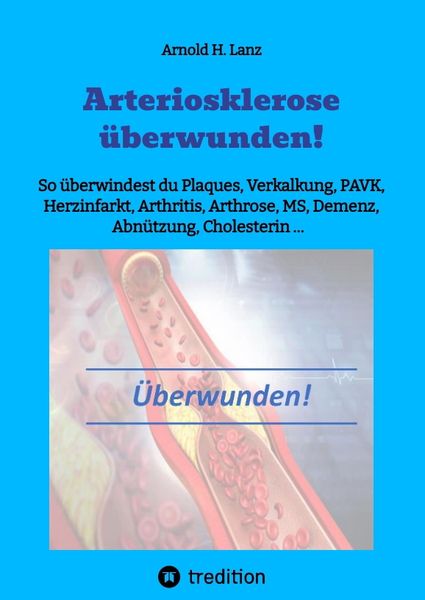 Arnold H. Lanz
Arteriosklerose
überwunden!
So überwindest du Plaques, Verkalkung, PAVK,
Herzinfarkt, Arthritis, Arthrose, MS, Demenz,
Abnützung, Cholesterin ...
Überwunden!
tredition